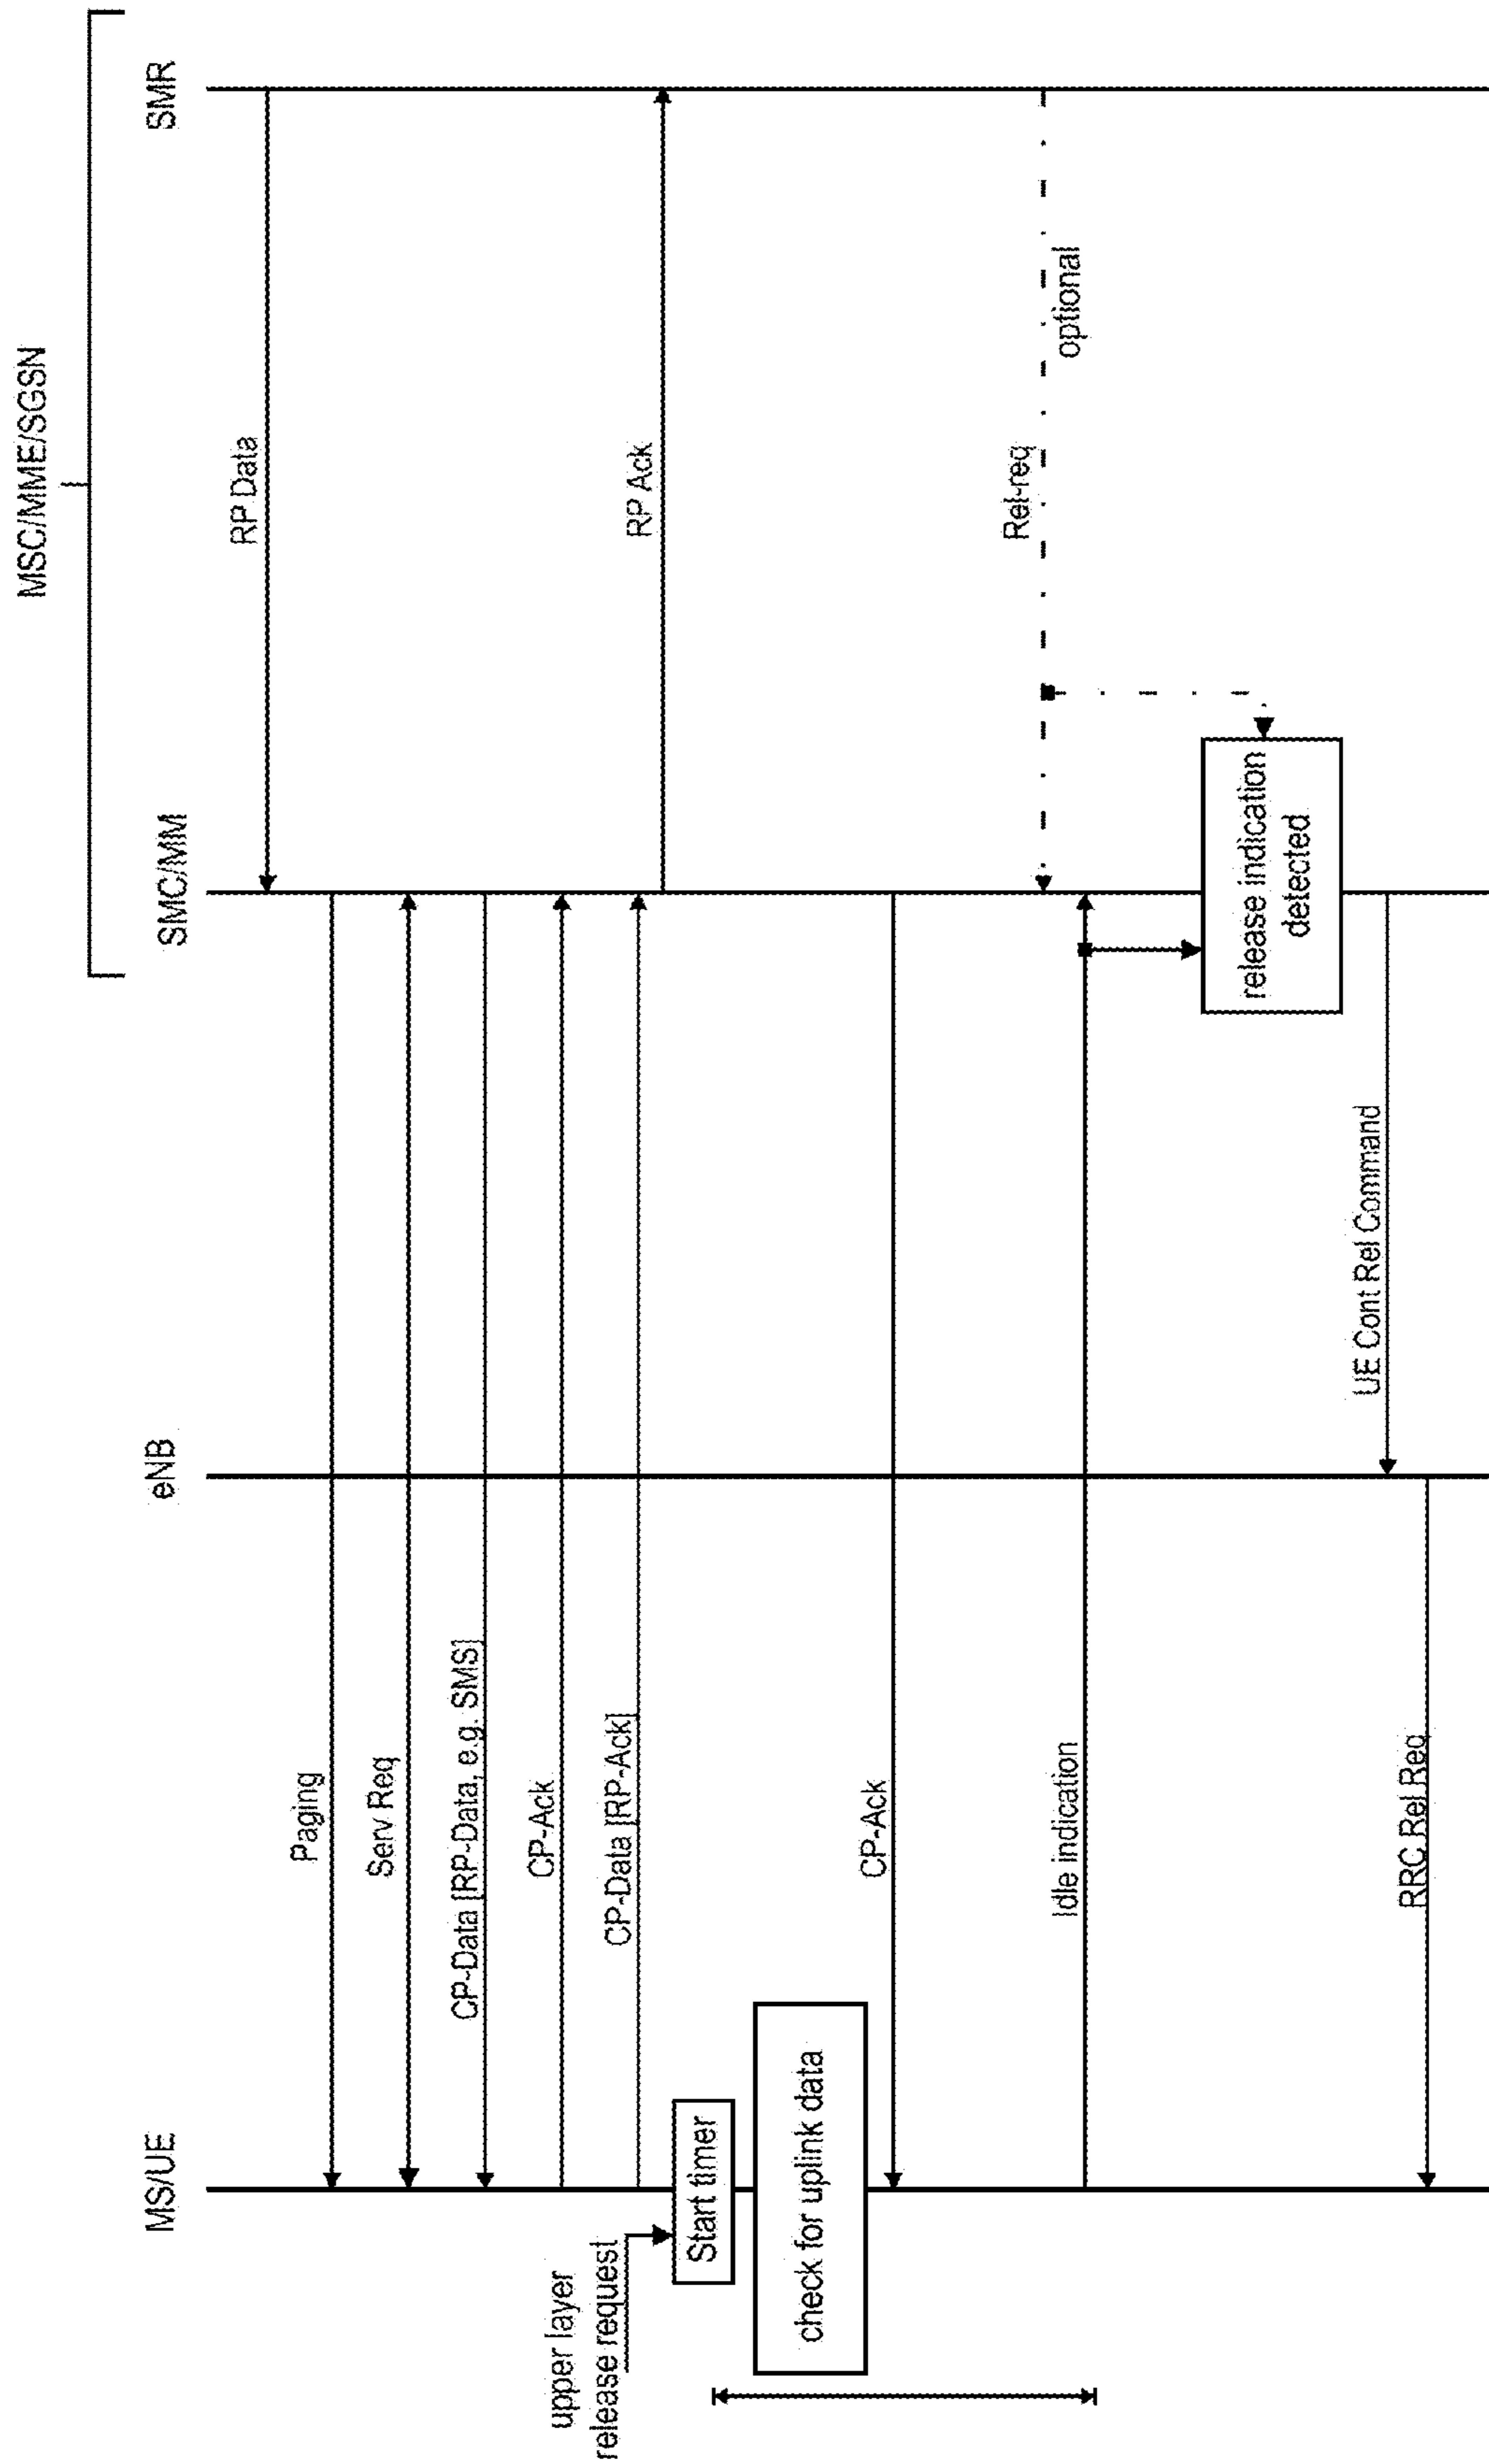 MSC/MME/SGSN
MS/UE
eNB
SMC/MM
SMR
RP Data
Paging
Serv Req
CP-Data [RP-Data, e.g. SMS]
CP-Ack
CP-Data [RP-Ack]
RP Ack
upper layer
release request
Start timer
check for uplink data
CP-Ack
Rel-req
optional
Idle indication
release indication
detected
UE Cont Rel Command
RRC Rel Req